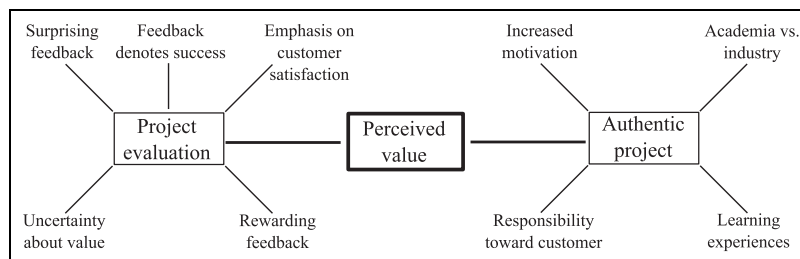 Surprising
feedback
Feedback
denotes success
Emphasis on
customer
satisfaction
Increased
motivation
Academia vs.
industry
Project
evaluation
Perceived
value
Authentic
project
Uncertainty
about value
Rewarding
feedback
Responsibility
toward customer
Learning
experiences